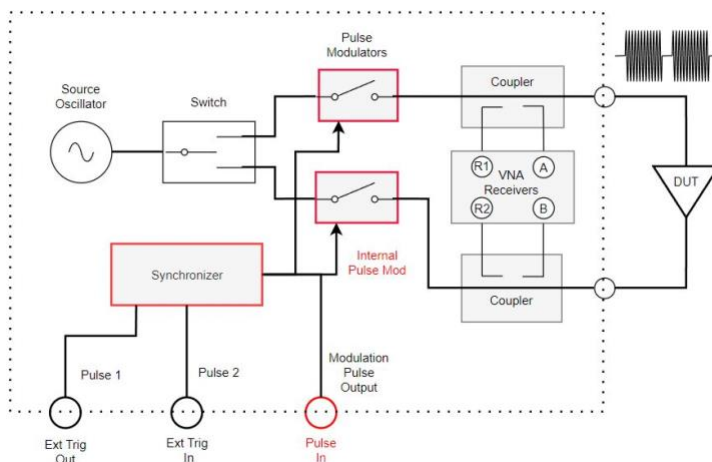 Pulse
Modulators
Source
Oscillator
Switch
Coupler
R1
A
VNA
Receivers
R2
B
DUT
Internal
Pulse Mod
Synchronizer
Coupler
Pulse 1
Pulse 2
Modulation
Pulse
Output
Ext Trig
Out
Ext Trig
In
Pulse
In